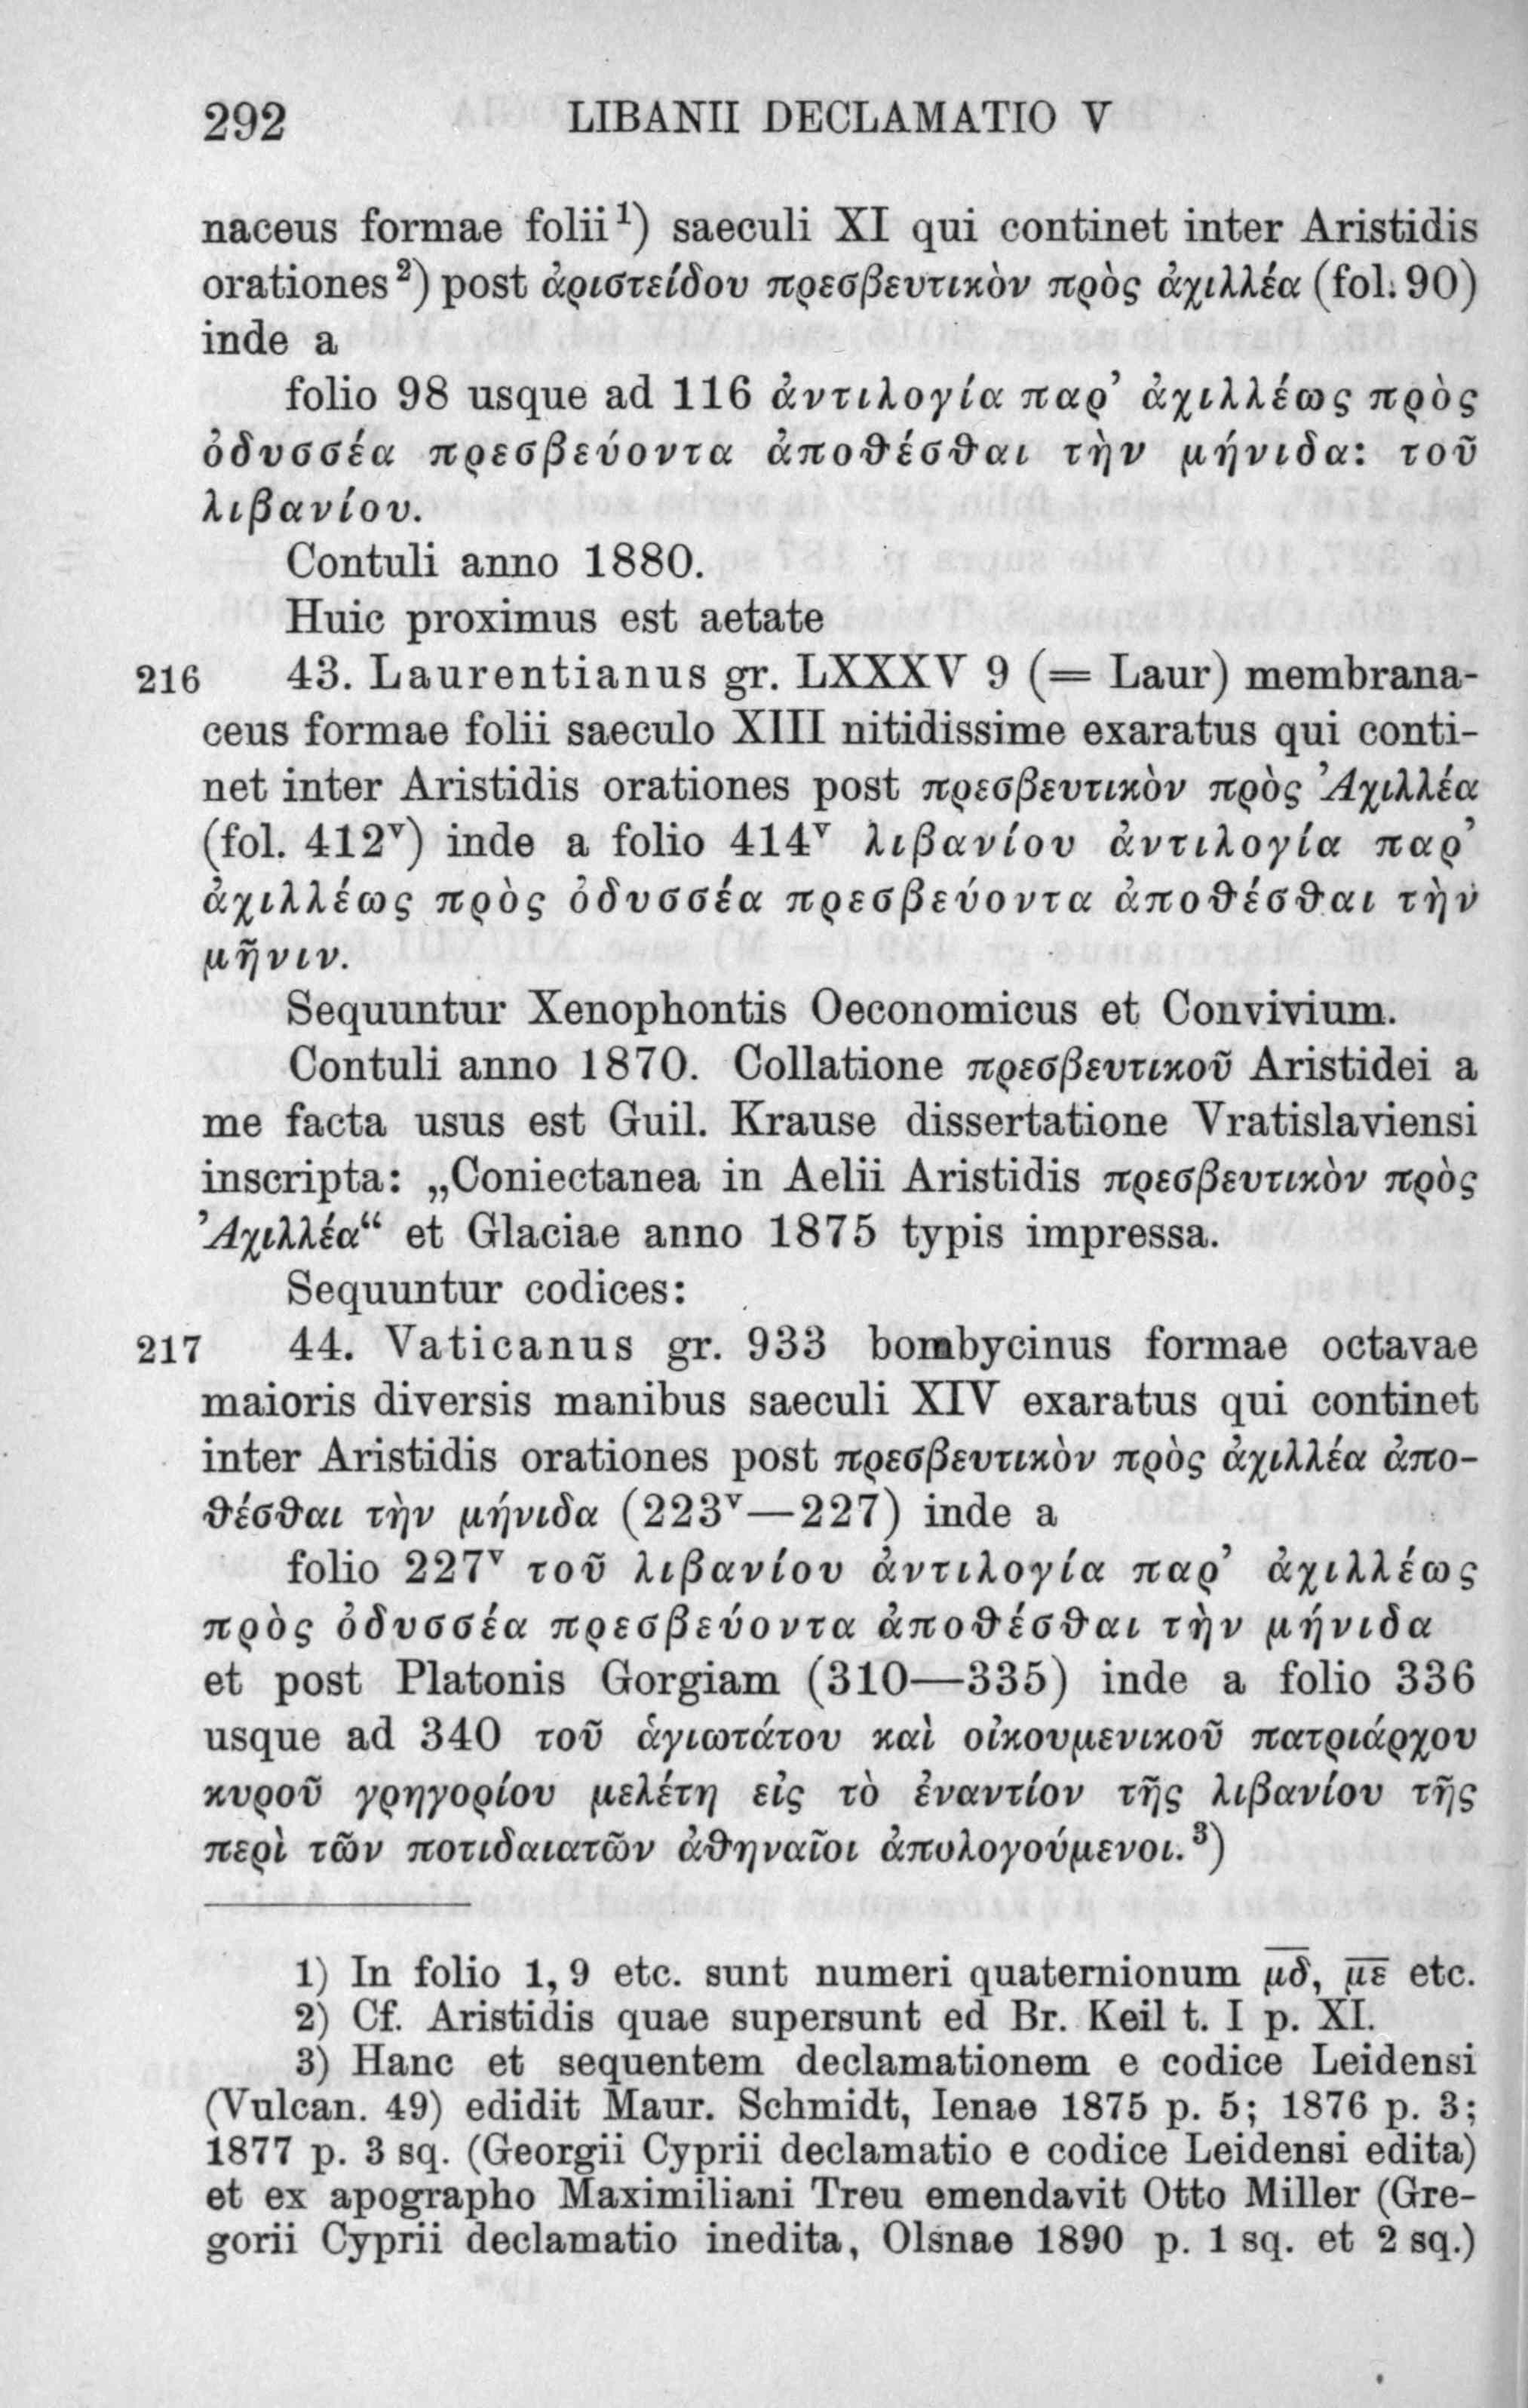 292 LIBANII DECLAMATIO V
naceus formae folii ¹) saeculi XI qui continet inter Aristidis
orationes ²) post ἀριστείδου πρεσβευτικὸν πρὸς ἀχιλλέα (fol. 90)
inde a
folio 98 usque ad 116 ἀντιλογία παρ’ ἀχιλλέως πρὸς
ὀδυσσέα πρεσβεύοντα ἀποθέσθαι τὴν μήνιδα: τοῦ
λιβανίου.
Contuli anno 1880.
Huic proximus est aetate
216 43. Laurentianus gr. LXXXV 9 (= Laur) membrana-
ceus formae folii saeculo XIII nitidissime exaratus qui conti-
net inter Aristidis orationes post πρεσβευτικὸν πρὸς Ἀχιλλέα
(fol. 412ᵛ) inde a folio 414ᵛ λιβανίου ἀντιλογία παρ’
ἀχιλλέως πρὸς ὀδυσσέα πρεσβεύοντα ἀποθέσθαι τὴν
μῆνιν.
Sequuntur Xenophontis Oeconomicus et Convivium.
Contuli anno 1870. Collatione πρεσβευτικοῦ Aristidei a
me facta usus est Guil. Krause dissertatione Vratislaviensi
inscripta: „Coniectanea in Aelii Aristidis πρεσβευτικὸν πρὸς
Ἀχιλλέα“ et Glaciae anno 1875 typis impressa.
Sequuntur codices:
217 44. Vaticanus gr. 933 bombycinus formae octavae
maioris diversis manibus saeculi XIV exaratus qui continet
inter Aristidis orationes post πρεσβευτικὸν πρὸς ἀχιλλέα ἀπο-
θέσθαι τὴν μήνιδα (223ᵛ—227) inde a
folio 227ᵛ τοῦ λιβανίου ἀντιλογία παρ’ ἀχιλλέως
πρὸς ὀδυσσέα πρεσβεύοντα ἀποθέσθαι τὴν μήνιδα
et post Platonis Gorgiam (310—335) inde a folio 336
usque ad 340 τοῦ ἁγιωτάτου καὶ οἰκουμενικοῦ πατριάρχου
κυροῦ γρηγορίου μελέτη εἰς τὸ ἐναντίον τῆς λιβανίου τῆς
περὶ τῶν ποτιδαιατῶν ἀθηναῖοι ἀπολογούμενοι. ³)
1) In folio 1, 9 etc. sunt numeri quaternionum μ̅δ̅, μ̅ε̅ etc.
2) Cf. Aristidis quae supersunt ed Br. Keil t. I p. XI.
3) Hanc et sequentem declamationem e codice Leidensi
(Vulcan. 49) edidit Maur. Schmidt, Ienae 1875 p. 5; 1876 p. 3;
1877 p. 3 sq. (Georgii Cyprii declamatio e codice Leidensi edita)
et ex apographo Maximiliani Treu emendavit Otto Miller (Gre-
gorii Cyprii declamatio inedita, Olsnae 1890 p. 1 sq. et 2 sq.)